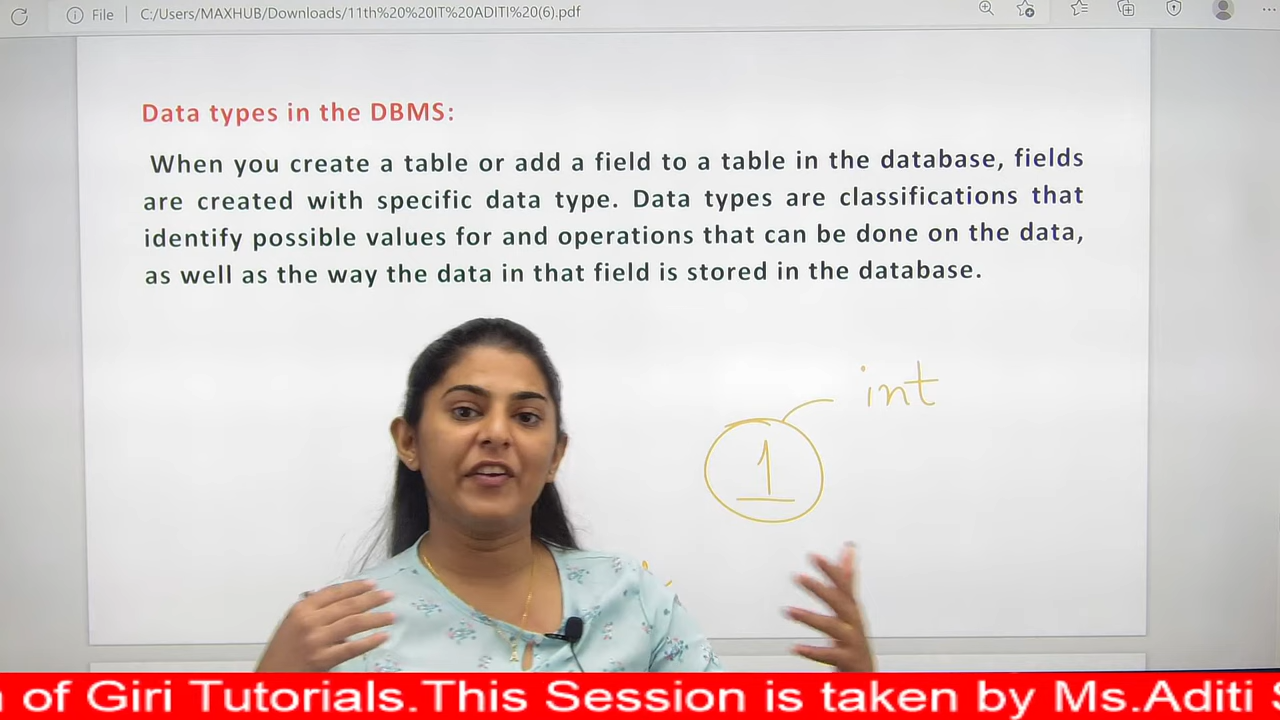 File
C:/Users/MAXHUB/Downloads/11th%20%20IT%20ADITI%20(6).pdf
Data types in the DBMS:
When you create a table or add a field to a table in the database, fields
are created with specific data type. Data types are classifications that
identify possible values for and operations that can be done on the data,
as well as the way the data in that field is stored in the database.
int
1
of Giri Tutorials.This Session is taken by Ms.Aditi